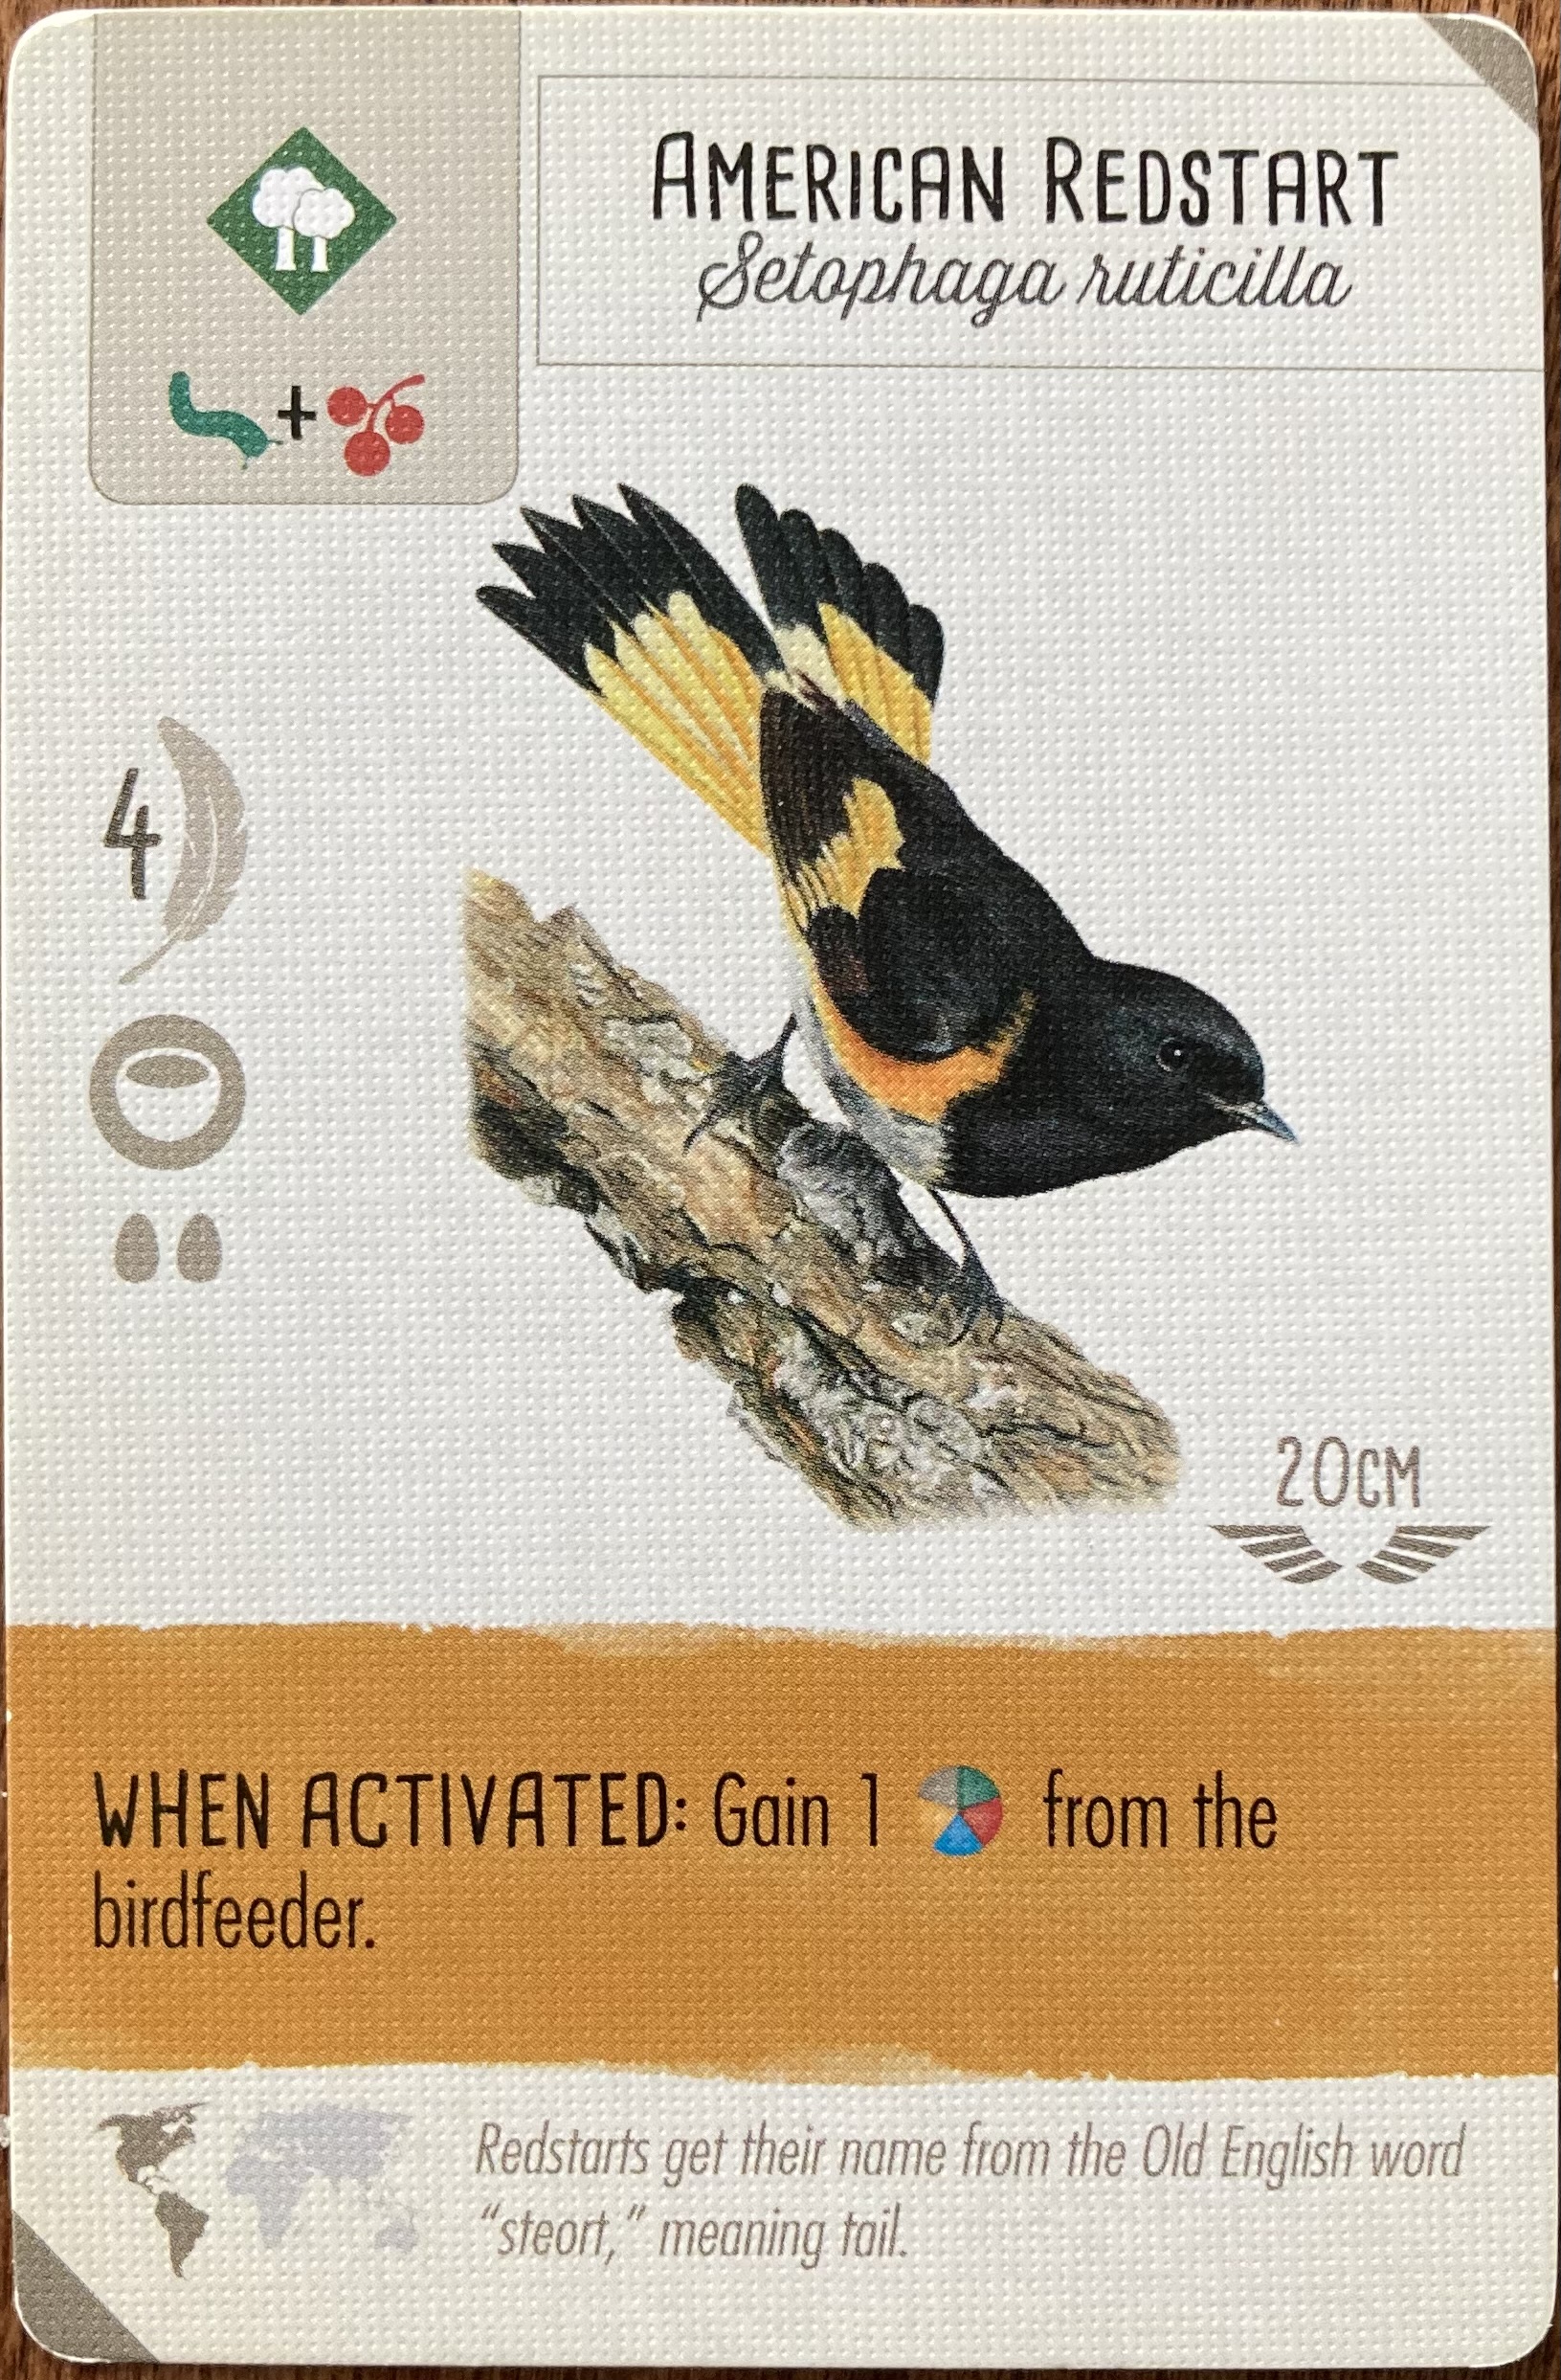 AMERICAN REDSTART
Setophaga ruticilla
+
4
20CM
WHEN ACTIVATED: Gain 1 from the
birdfeeder.
Redstarts get their name from the Old English word
“steort,” meaning tail.